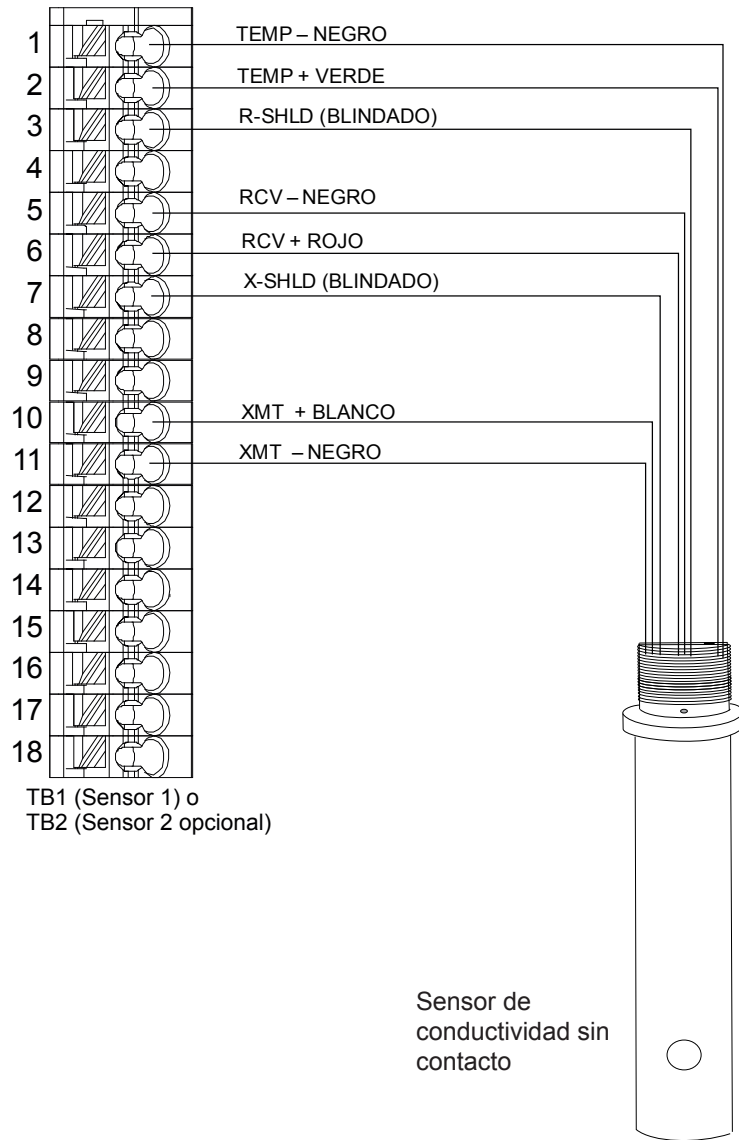 1 TEMP – NEGRO
2 TEMP + VERDE
3 R-SHLD (BLINDADO)
4
5 RCV – NEGRO
6 RCV + ROJO
7 X-SHLD (BLINDADO)
8
9
10 XMT + BLANCO
11 XMT – NEGRO
12
13
14
15
16
17
18
TB1 (Sensor 1) o
TB2 (Sensor 2 opcional)
Sensor de
conductividad sin
contacto